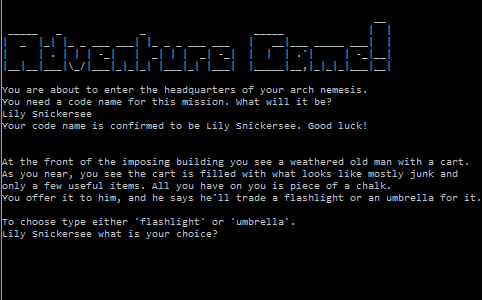 Adventure Game!
You are about to enter the headquarters of your arch nemesis.
You need a code name for this mission. What will it be?
Lily Snickersee
Your code name is confirmed to be Lily Snickersee. Good luck!
At the front of the imposing building you see a weathered old man with a cart.
As you near, you see the cart is filled with what looks like mostly junk and
only a few useful items. All you have on you is piece of a chalk.
You offer it to him, and he says he'll trade a flashlight or an umbrella for it.
To choose type either 'flashlight' or 'umbrella'.
Lily Snickersee what is your choice?